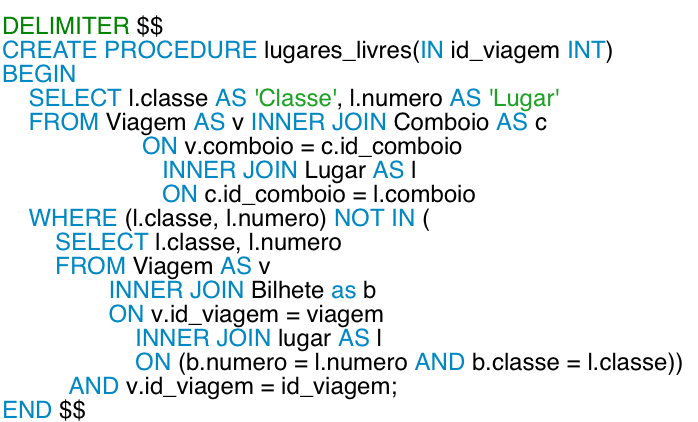 DELIMITER $$
CREATE PROCEDURE lugares_livres(IN id_viagem INT)
BEGIN
SELECT l.classe AS 'Classe', l.numero AS 'Lugar'
FROM Viagem AS v INNER JOIN Comboio AS c
ON v.comboio = c.id_comboio
INNER JOIN Lugar AS l
ON c.id_comboio = l.comboio
WHERE (l.classe, l.numero) NOT IN (
SELECT l.classe, l.numero
FROM Viagem AS v
INNER JOIN Bilhete as b
ON v.id_viagem = viagem
INNER JOIN lugar AS l
ON (b.numero = l.numero AND b.classe = l.classe))
AND v.id_viagem = id_viagem;
END $$